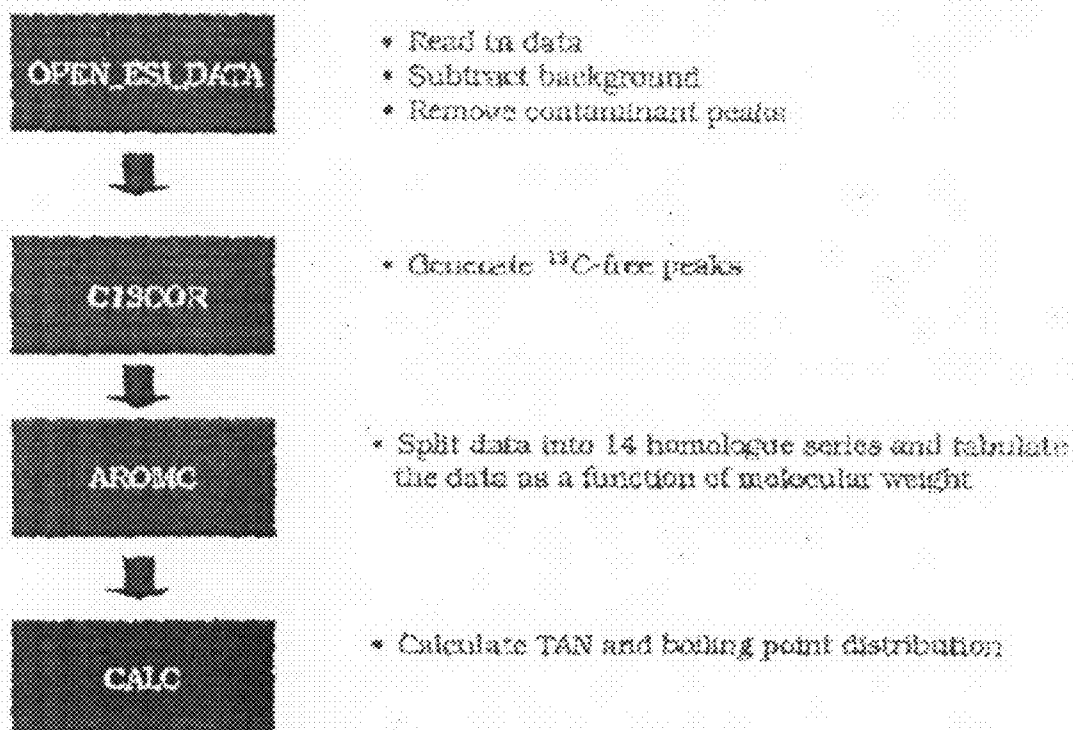 OPEN_ESI_DATA
• Read in data
• Subtract background
• Remove contaminant peaks
C13COR
• Generate ¹³C-free peaks
AROMC
• Split data into 14 homologue series and tabulate
the data as a function of molecular weight
CALC
• Calculate TAN and boiling point distribution